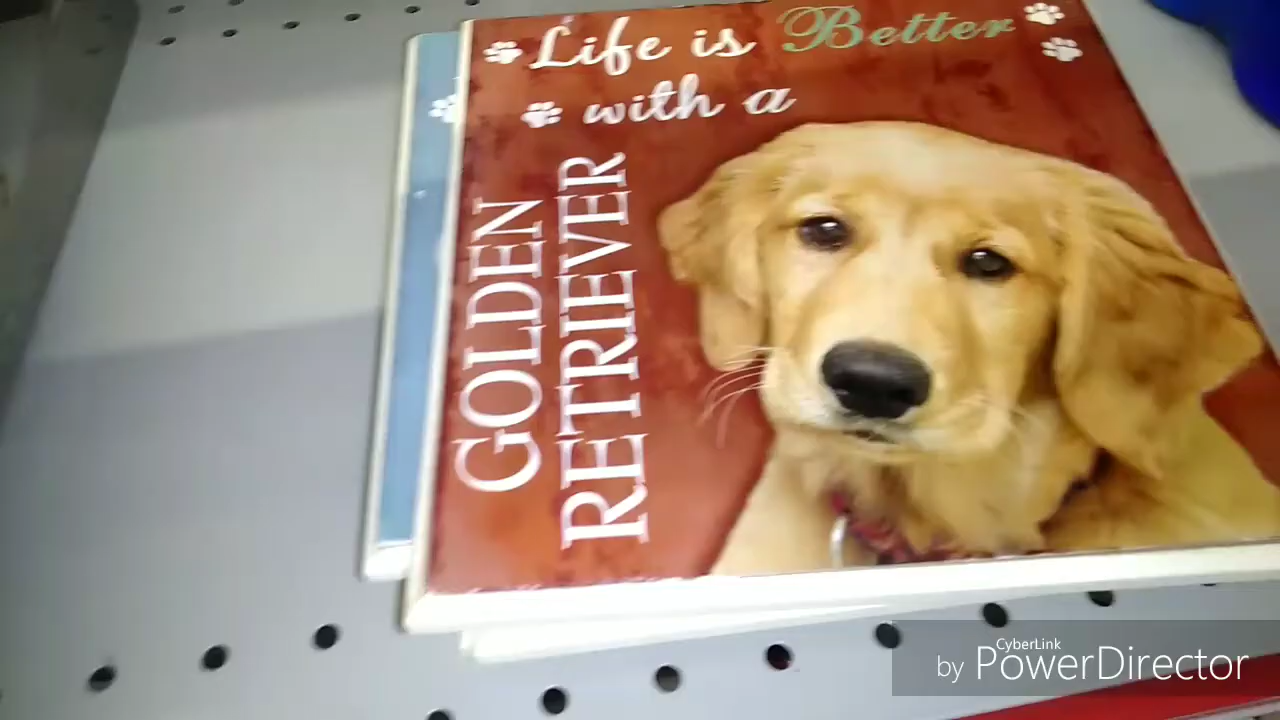 Life is Better
with a
GOLDEN
RETRIEVER
CyberLink
by PowerDirector